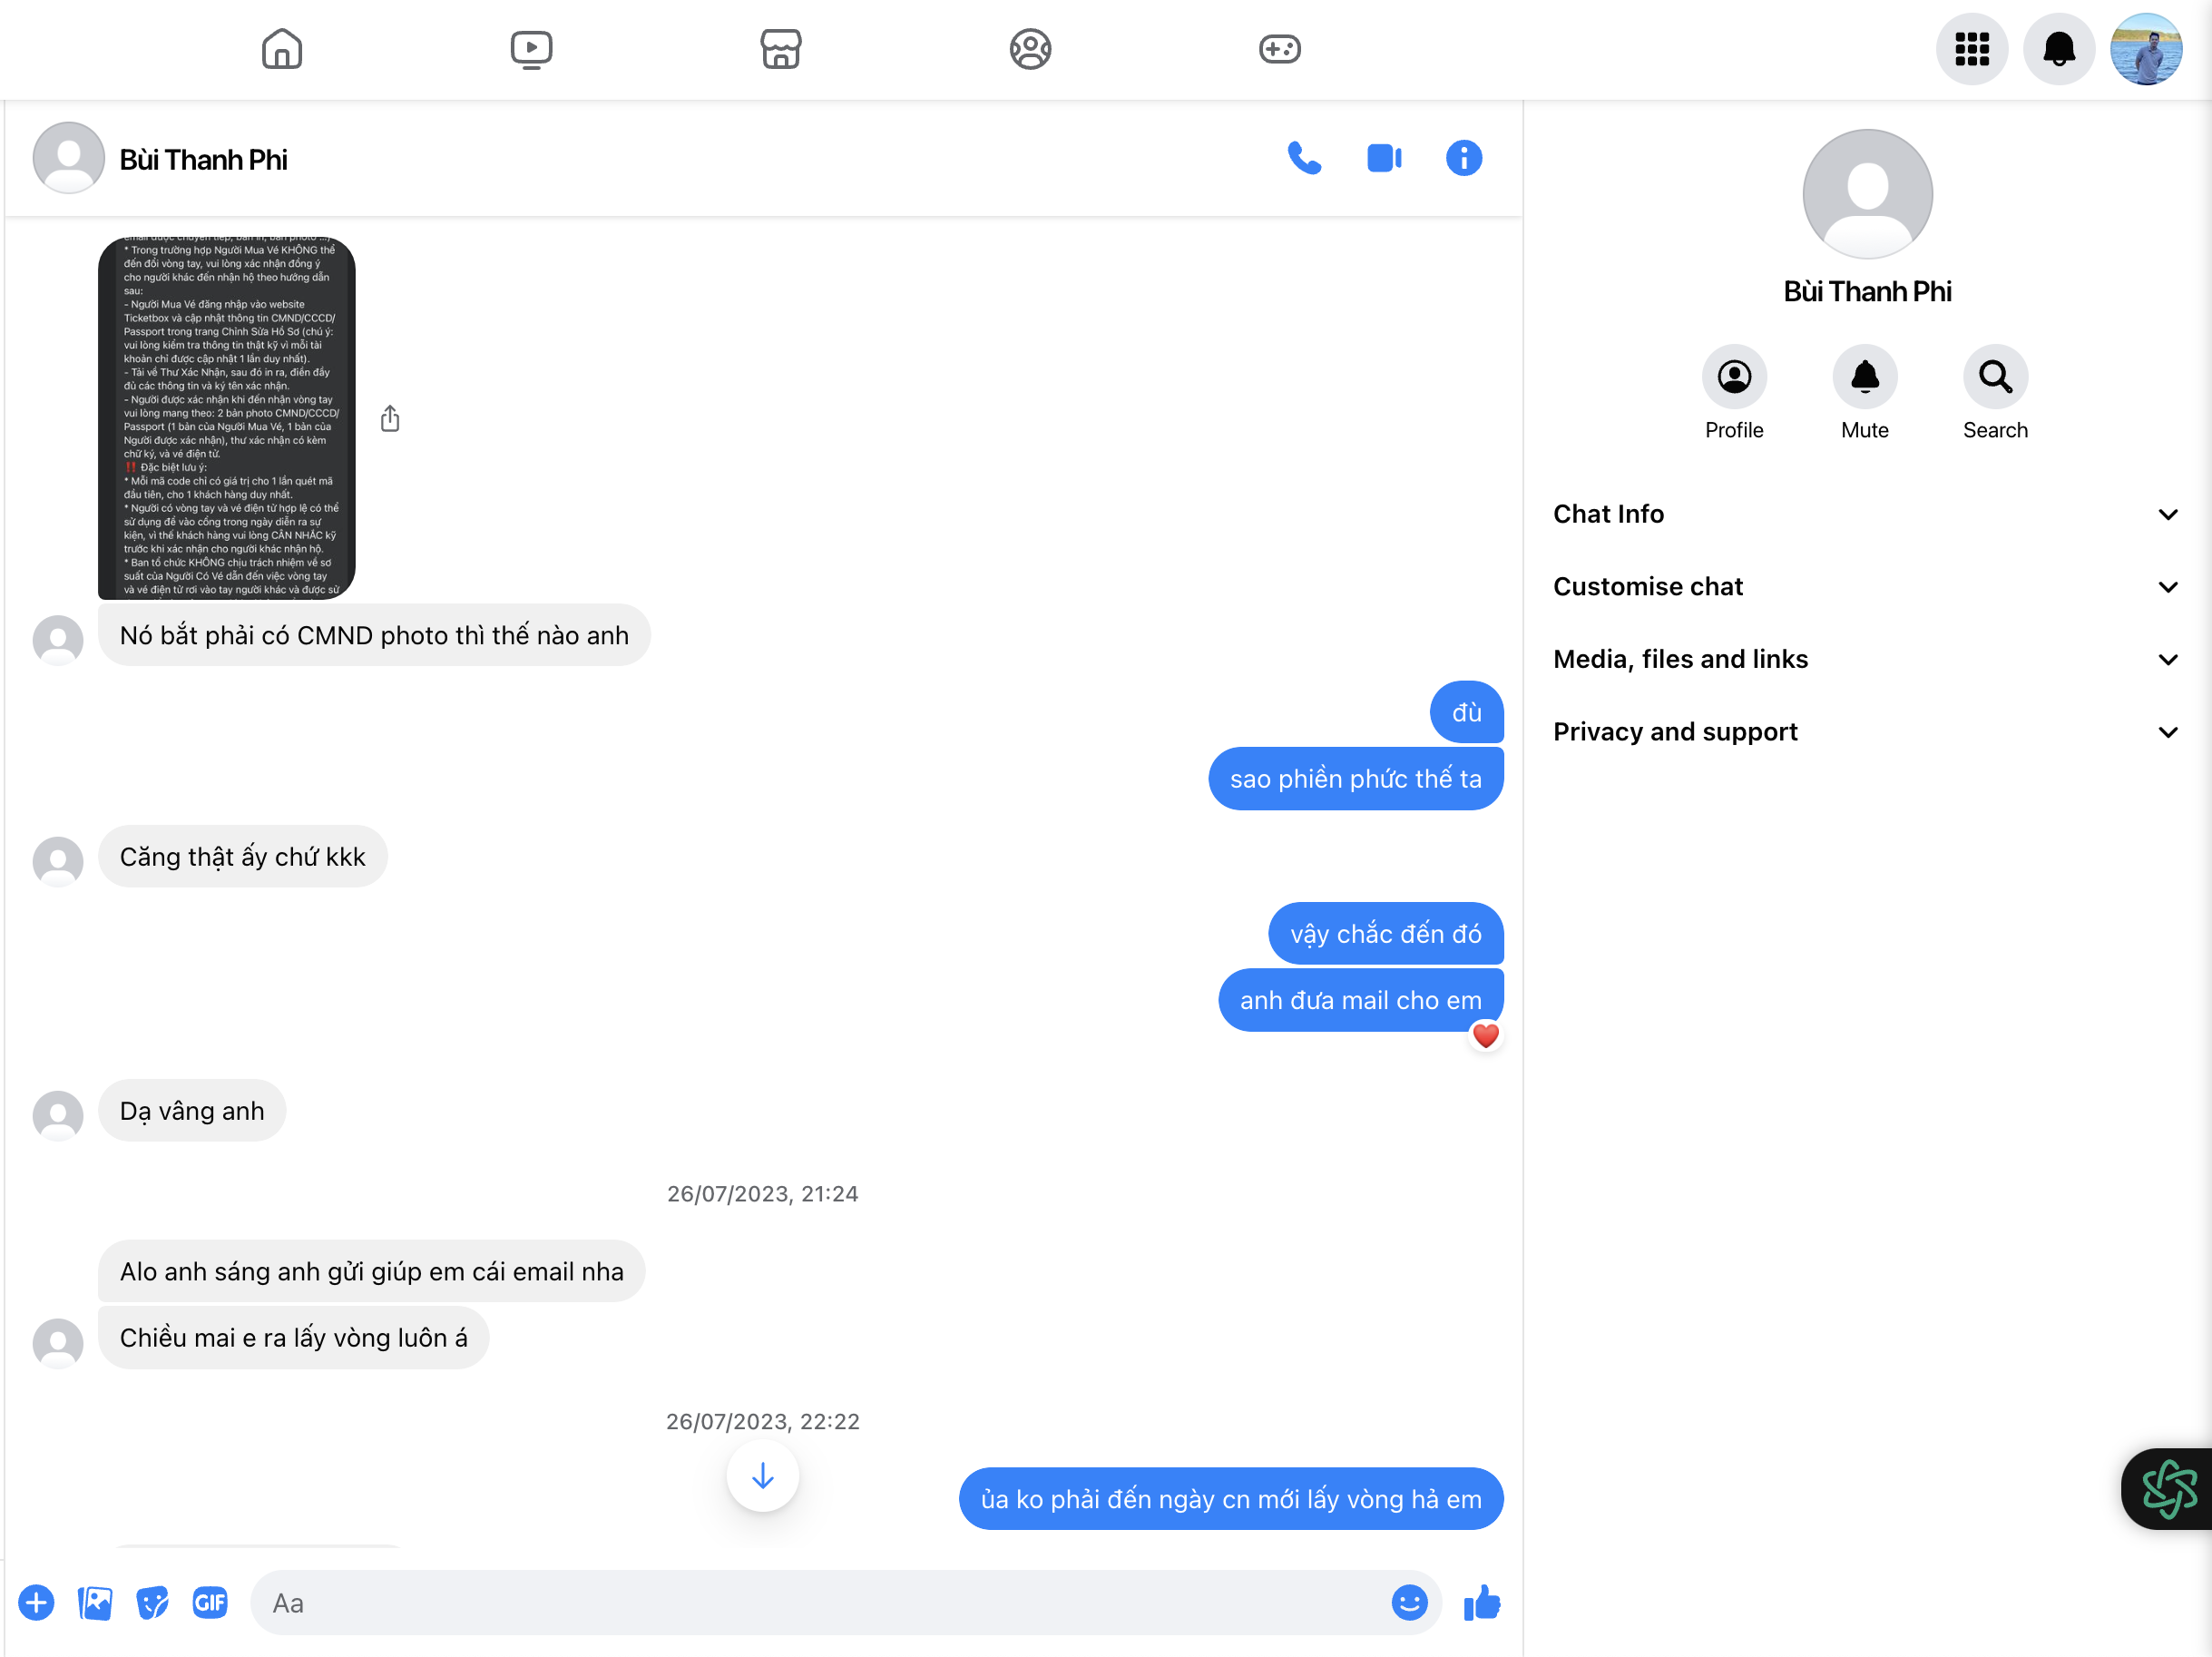 Bùi Thanh Phi
email được chuyển tiếp, bản in, bản photo ...)
* Trong trường hợp Người Mua Vé KHÔNG thể
đến đổi vòng tay, vui lòng xác nhận đồng ý
cho người khác đến nhận hộ theo hướng dẫn
sau:
- Người Mua Vé đăng nhập vào website
Ticketbox và cập nhật thông tin CMND/CCCD/
Passport trong trang Chỉnh Sửa Hồ Sơ (chú ý:
vui lòng kiểm tra thông tin thật kỹ vì mỗi tài
khoản chỉ được cập nhật 1 lần duy nhất).
- Tải về Thư Xác Nhận, sau đó in ra, điền đầy
đủ các thông tin và ký tên xác nhận.
- Người được xác nhận khi đến nhận vòng tay
vui lòng mang theo: 2 bản photo CMND/CCCD/
Passport (1 bản của Người Mua Vé, 1 bản của
Người được xác nhận), thư xác nhận có kèm
chữ ký, và vé điện tử.
‼️ Đặc biệt lưu ý:
* Mỗi mã code chỉ có giá trị cho 1 lần quét mã
đầu tiên, cho 1 khách hàng duy nhất.
* Người có vòng tay và vé điện tử hợp lệ có thể
sử dụng để vào cổng trong ngày diễn ra sự
kiện, vì thế khách hàng vui lòng CÂN NHẮC kỹ
trước khi xác nhận cho người khác nhận hộ.
* Ban tổ chức KHÔNG chịu trách nhiệm về sơ
suất của Người Có Vé dẫn đến việc vòng tay
và vé điện tử rơi vào tay người khác và được sử
Nó bắt phải có CMND photo thì thế nào anh
đù
sao phiền phức thế ta
Căng thật ấy chứ kkk
vậy chắc đến đó
anh đưa mail cho em
Dạ vâng anh
26/07/2023, 21:24
Alo anh sáng anh gửi giúp em cái email nha
Chiều mai e ra lấy vòng luôn á
26/07/2023, 22:22
ủa ko phải đến ngày cn mới lấy vòng hả em
GIF
Aa
Bùi Thanh Phi
Profile
Mute
Search
Chat Info
Customise chat
Media, files and links
Privacy and support